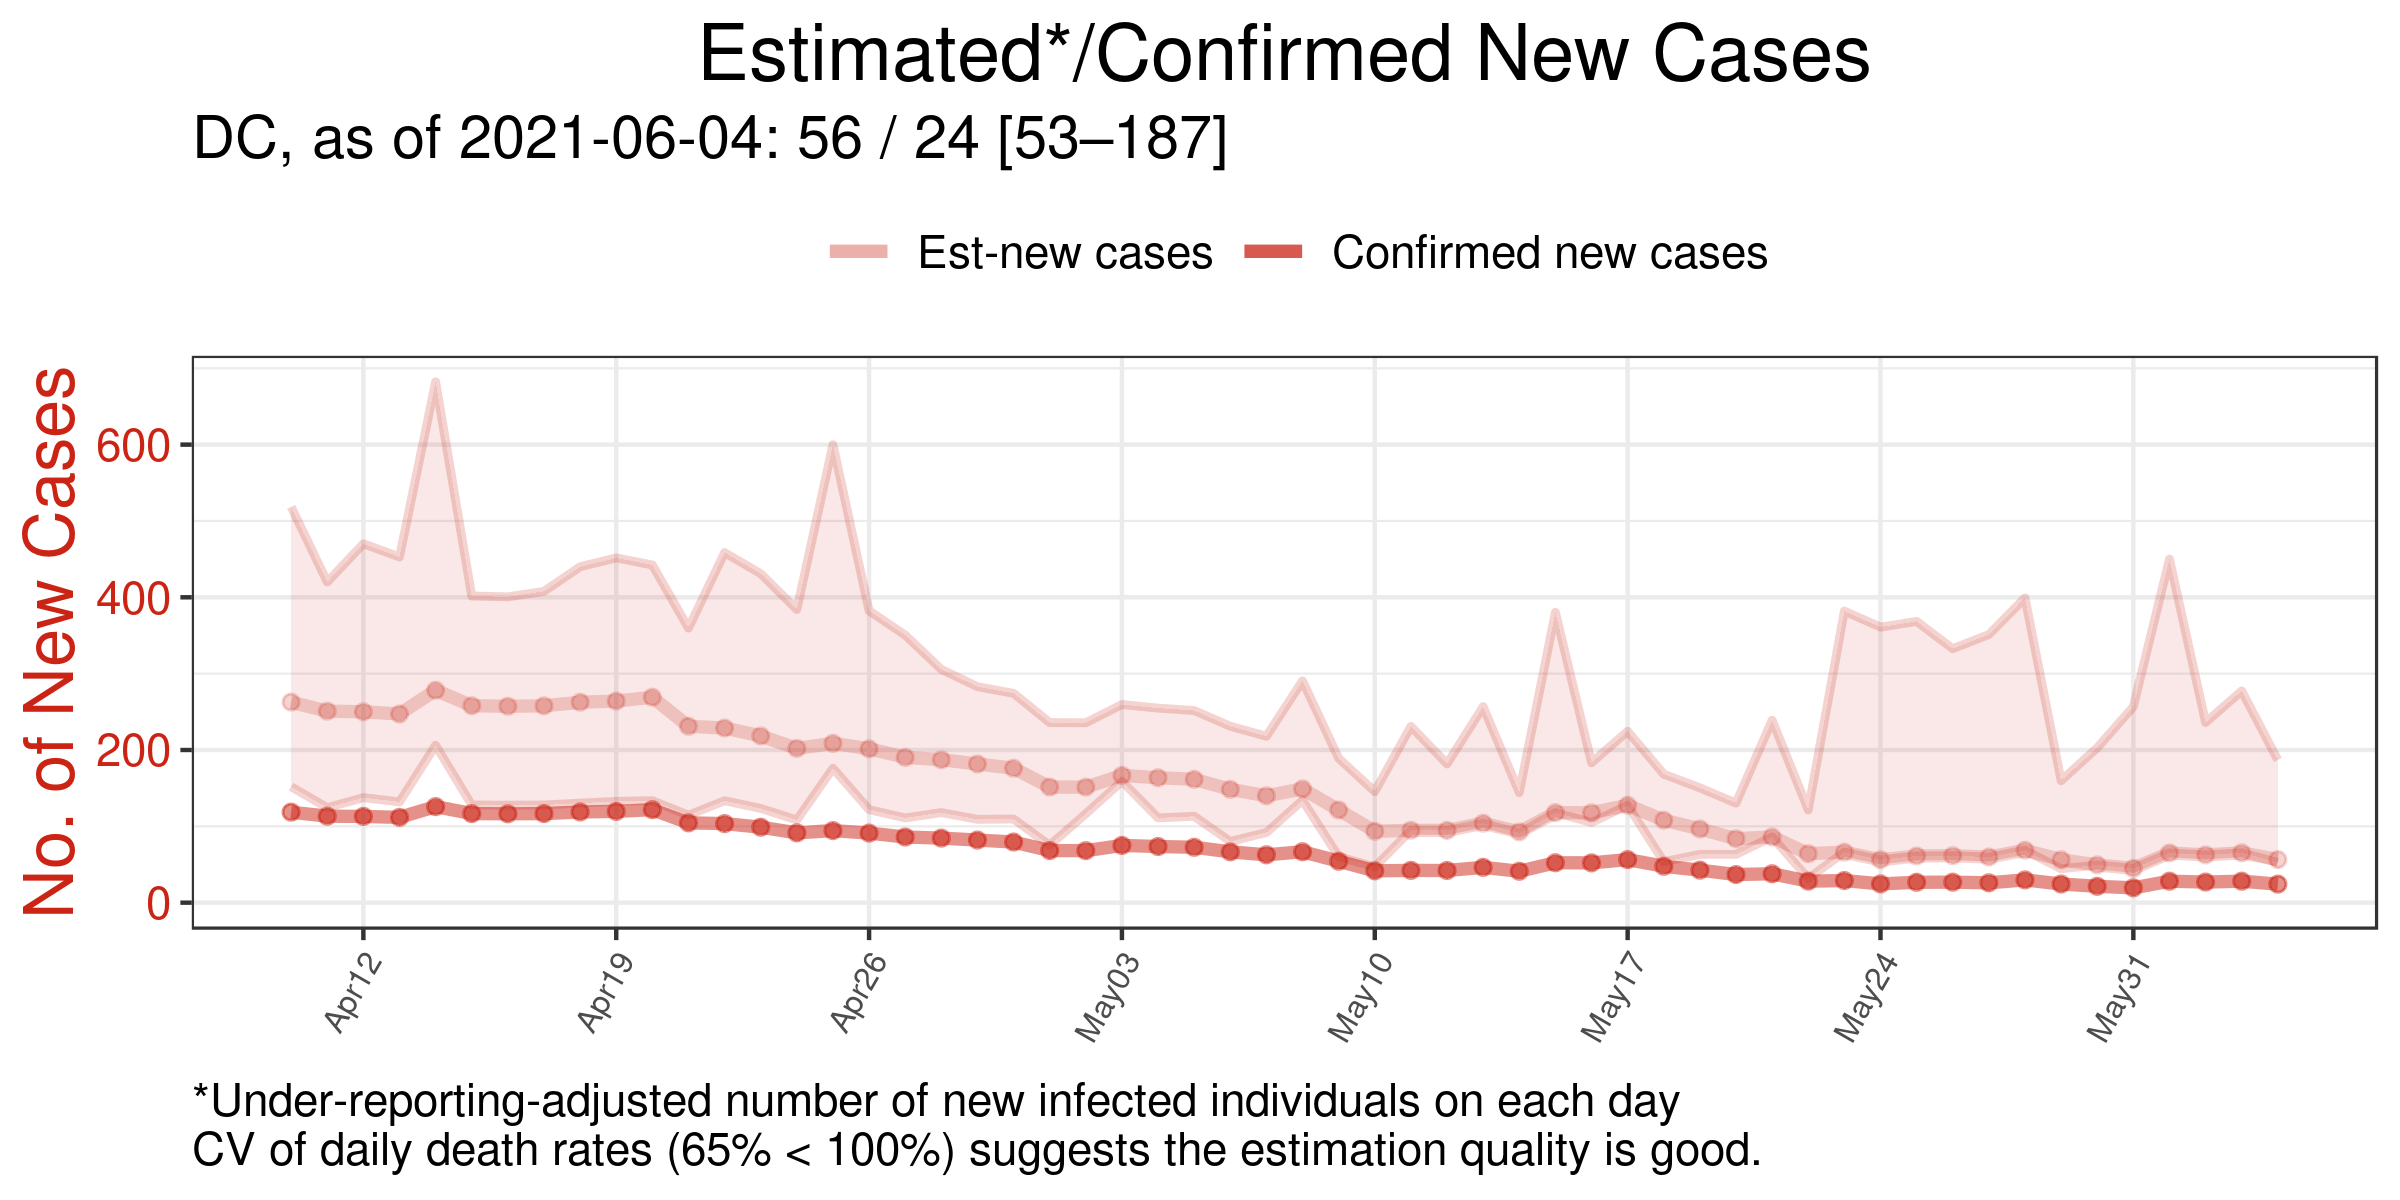 Estimated*/Confirmed New Cases
DC, as of 2021-06-04: 56 / 24 [53–187]
Est-new cases Confirmed new cases
No. of New Cases
600
400
200
0
Apr12 Apr19 Apr26 May03 May10 May17 May24 May31
*Under-reporting-adjusted number of new infected individuals on each day
CV of daily death rates (65% < 100%) suggests the estimation quality is good.